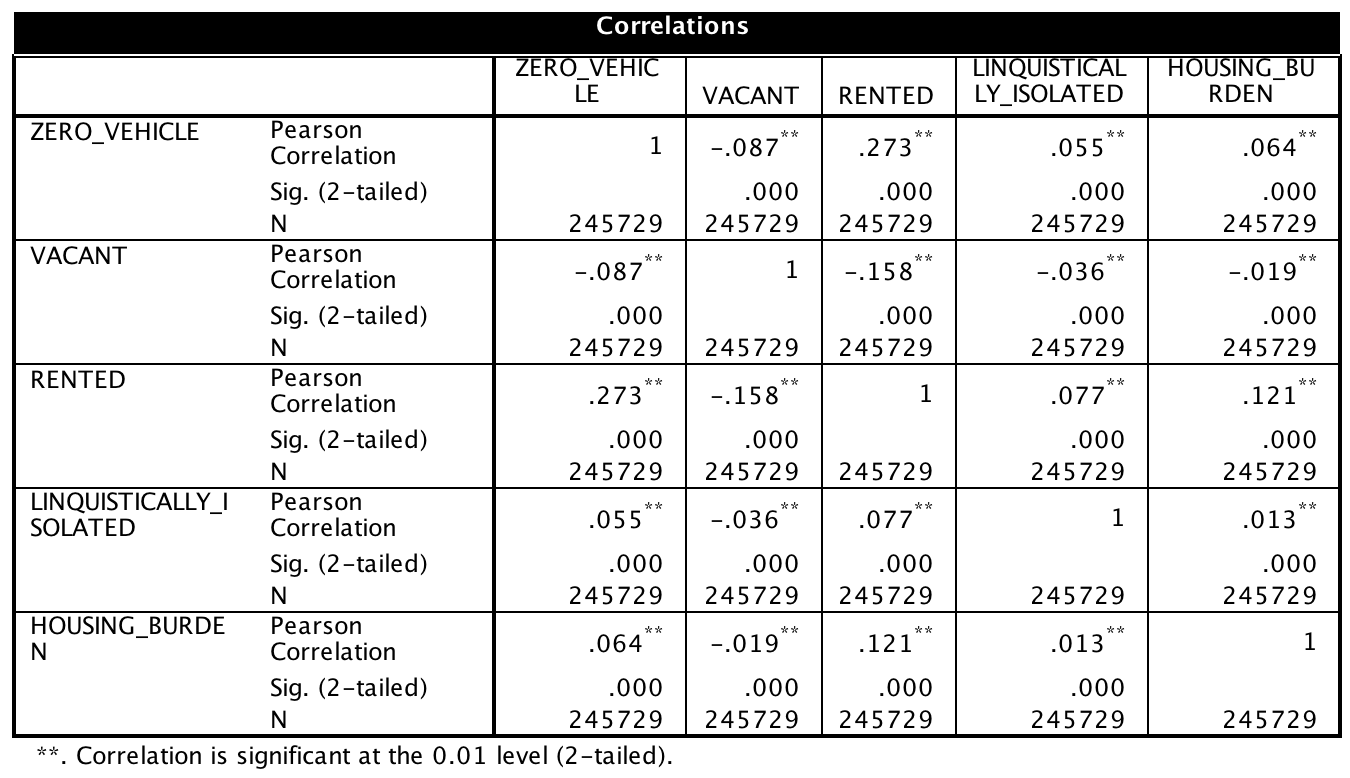 Correlations
ZERO_VEHIC LINQUISTICAL HOUSING_BU
LE VACANT RENTED LY_ISOLATED RDEN
ZERO_VEHICLE Pearson
Correlation 1 -.087** .273** .055** .064**
Sig. (2-tailed) .000 .000 .000 .000
N 245729 245729 245729 245729 245729
VACANT Pearson
Correlation -.087** 1 -.158** -.036** -.019**
Sig. (2-tailed) .000 .000 .000 .000
N 245729 245729 245729 245729 245729
RENTED Pearson
Correlation .273** -.158** 1 .077** .121**
Sig. (2-tailed) .000 .000 .000 .000
N 245729 245729 245729 245729 245729
LINQUISTICALLY_I Pearson
SOLATED Correlation .055** -.036** .077** 1 .013**
Sig. (2-tailed) .000 .000 .000 .000
N 245729 245729 245729 245729 245729
HOUSING_BURDE Pearson
N Correlation .064** -.019** .121** .013** 1
Sig. (2-tailed) .000 .000 .000 .000
N 245729 245729 245729 245729 245729
**. Correlation is significant at the 0.01 level (2-tailed).